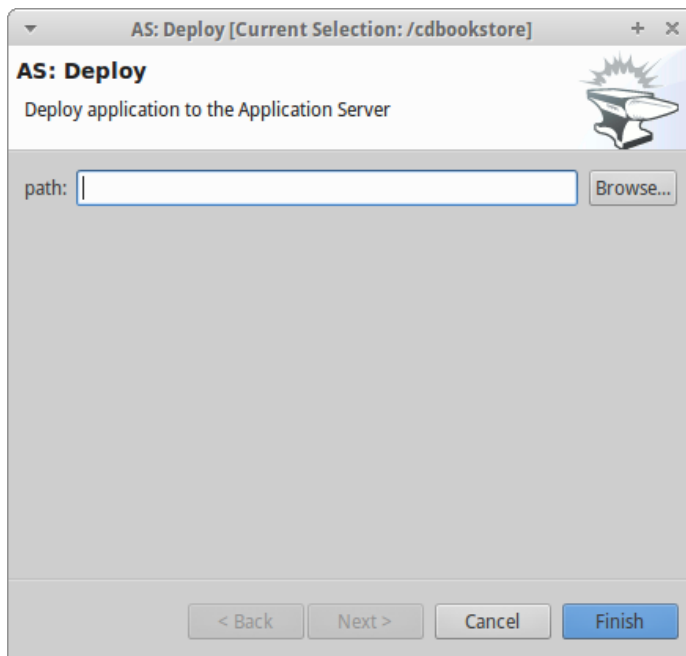 AS: Deploy [Current Selection: /cdbookstore]
AS: Deploy
Deploy application to the Application Server
path:
Browse...
< Back
Next >
Cancel
Finish